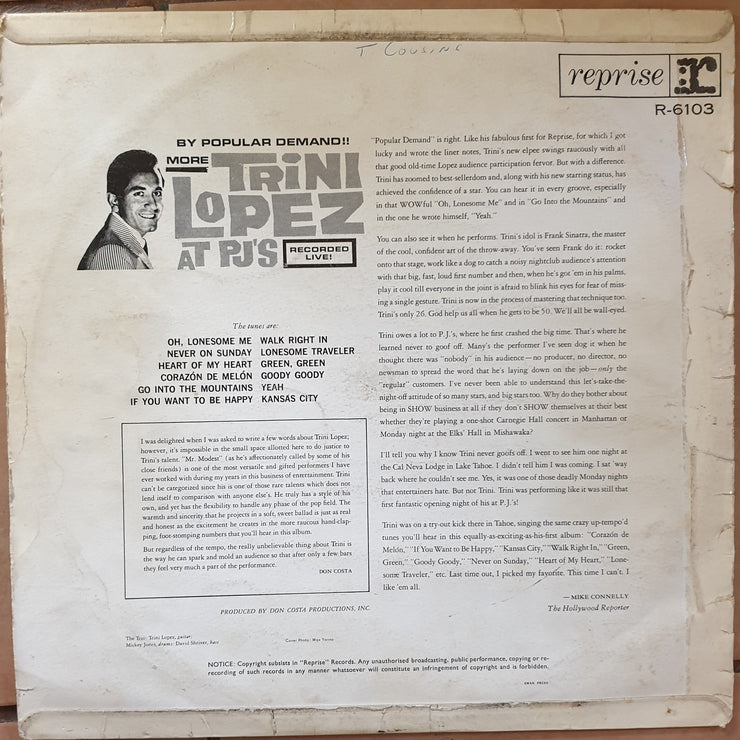 T Cousins
reprise r
R-6103
BY POPULAR DEMAND!!
MORE TRINI
LOPEZ
AT PJ'S
RECORDED
LIVE!
The tunes are:
OH, LONESOME ME WALK RIGHT IN
NEVER ON SUNDAY LONESOME TRAVELER
HEART OF MY HEART GREEN, GREEN
CORAZÓN DE MELÓN GOODY GOODY
GO INTO THE MOUNTAINS YEAH
IF YOU WANT TO BE HAPPY KANSAS CITY
I was delighted when I was asked to write a few words about Trini Lopez;
however, it's impossible in the small space allotted here to do justice to
Trini's talent. "Mr. Modest" (as he's affectionately called by some of his
close friends) is one of the most versatile and gifted performers I have
ever worked with during my years in this business of entertainment. Trini
can't be categorized since his is one of those rare talents which does not
lend itself to comparison with anyone else's. He truly has a style of his
own, and yet has the flexibility to handle any phase of the pop field. The
warmth and sincerity that he projects in a soft, sweet ballad is just as real
and honest as the excitement he creates in the more raucous hand-clap-
ping, foot-stomping numbers that you'll hear in this album.
But regardless of the tempo, the really unbelievable thing about Trini is
the way he can spark and mold an audience so that after only a few bars
they feel very much a part of the performance.
DON COSTA
PRODUCED BY DON COSTA PRODUCTIONS, INC.
The Trio: Trini Lopez, guitar;
Mickey Jones, drums: David Shriver, bass
Cover Photo:
"Popular Demand" is right. Like his fabulous first for Reprise, for which I got
lucky and wrote the liner notes, Trini's new elpee swings raucously with all
that good old-time Lopez audience participation fervor. But with a difference.
Trini has zoomed to best-sellerdom and, along with his new starring status, has
achieved the confidence of a star. You can hear it in every groove, especially
in that WOWful "Oh, Lonesome Me" and in "Go Into the Mountains" and
in the one he wrote himself, "Yeah."
You can also see it when he performs. Trini's idol is Frank Sinatra, the master
of the cool, confident art of the throw-away. You've seen Frank do it: rocket
onto that stage, work like a dog to catch a noisy nightclub audience's attention
with that big, fast, loud first number and then, when he's got 'em in his palms,
play it cool till everyone in the joint is afraid to blink his eyes for fear of miss-
ing a single gesture. Trini is now in the process of mastering that technique too.
Trini's only 26. God help us all when he gets to be 50. We'll all be wall-eyed.
Trini owes a lot to P.J.'s, where he first crashed the big time. That's where he
learned never to goof off. Many's the performer I've seen dog it when he
thought there was "nobody" in his audience—no producer, no director, no
newsman to spread the word that he's laying down on the job—only the
"regular" customers. I've never been able to understand this let's-take-the-
night-off attitude of so many stars, and big stars too. Why do they bother about
being in SHOW business at all if they don't SHOW themselves at their best
whether they're playing a one-shot Carnegie Hall concert in Manhattan or
Monday night at the Elks' Hall in Mishawaka?
I'll tell you why I know Trini never goofs off. I went to see him one night at
the Cal Neva Lodge in Lake Tahoe. I didn't tell him I was coming. I sat 'way
back where he couldn't see me. Yes, it was one of those deadly Monday nights
that entertainers hate. But not Trini. Trini was performing like it was still that
first fantastic opening night of his at P.J.'s!
Trini was on a try-out kick there in Tahoe, singing the same crazy up-tempo'd
tunes you'll hear in this equally-as-exciting-as-his-first album: "Corazón de
Melón," "If You Want to Be Happy," "Kansas City," "Walk Right In," "Green,
Green," "Goody Goody," "Never on Sunday," "Heart of My Heart," "Lone-
some Traveler," etc. Last time out, I picked my favorite. This time I can't. I
like 'em all.
—MIKE CONNELLY
The Hollywood Reporter
NOTICE: Copyright subsists in "Reprise" Records. Any unauthorised broadcasting, public performance, copying or re-
recording of such records in any manner whatsoever will constitute an infringement of copyright and is forbidden.
SWAN PRESS